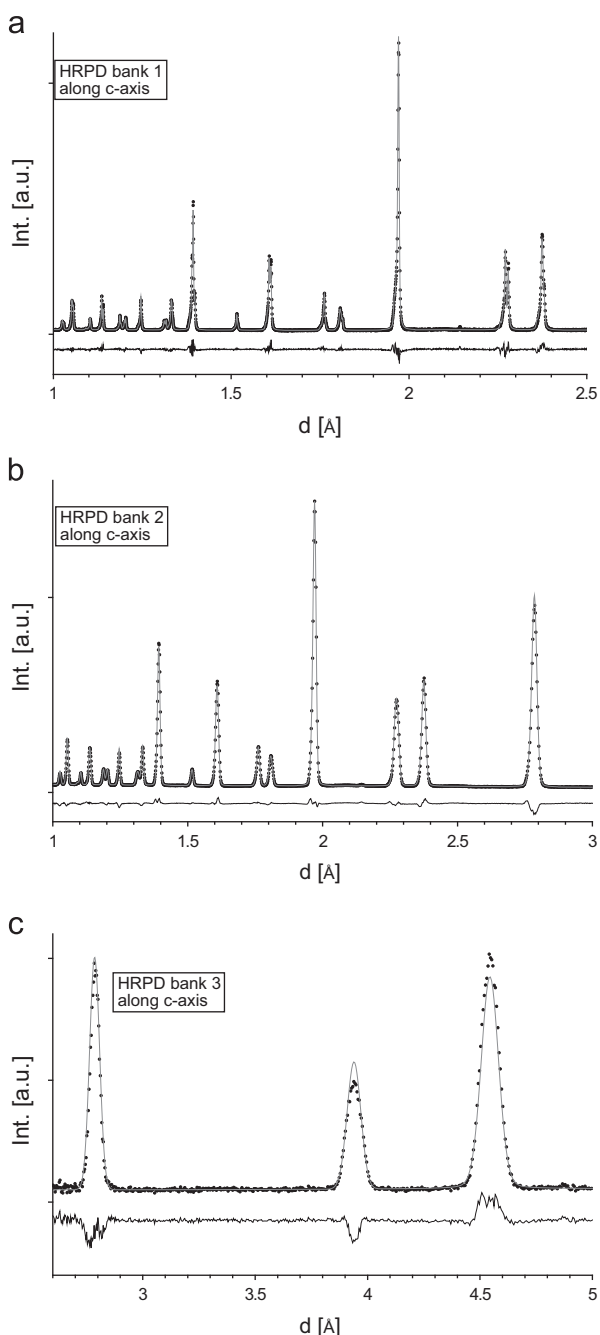 a
HRPD bank 1
along c-axis
Int. [a.u.]
1 1.5 2 2.5
d [Å]
b
HRPD bank 2
along c-axis
Int. [a.u.]
1 1.5 2 2.5 3
d [Å]
c
HRPD bank 3
along c-axis
Int. [a.u.]
3 3.5 4 4.5 5
d [Å]